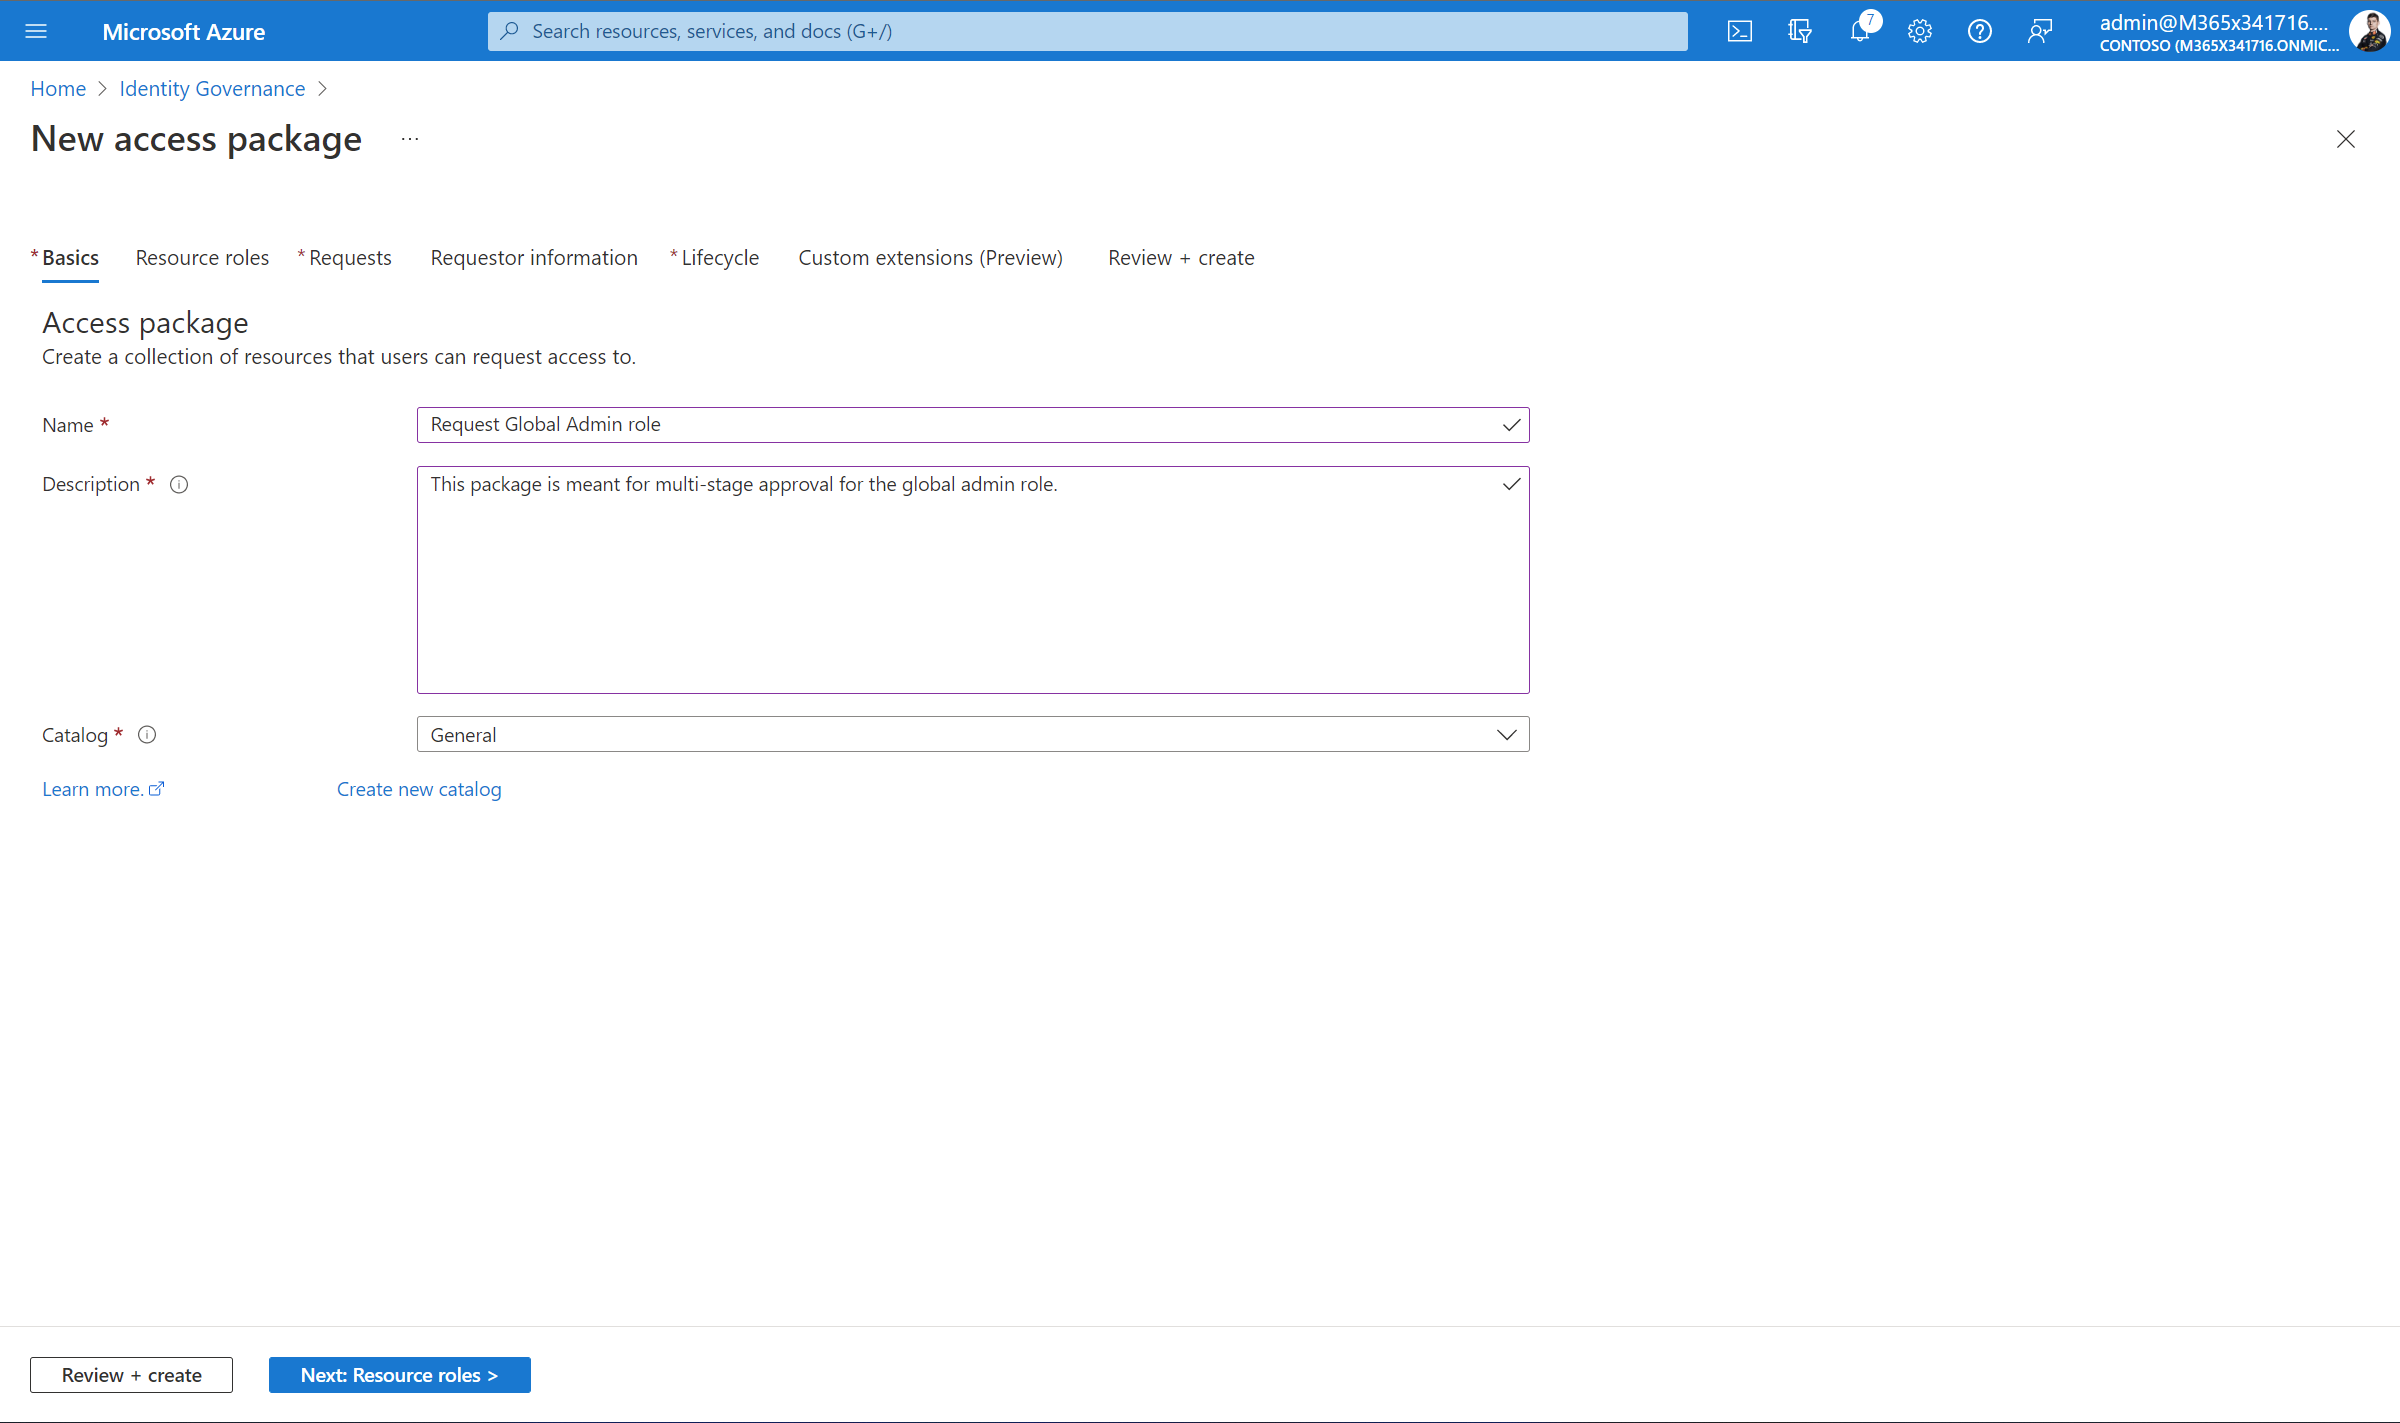 Microsoft Azure
Search resources, services, and docs (G+/)
7
admin@M365x341716....
CONTOSO (M365X341716.ONMIC...
Home > Identity Governance >
New access package ...
* Basics Resource roles * Requests Requestor information * Lifecycle Custom extensions (Preview) Review + create
Access package
Create a collection of resources that users can request access to.
Name *
Request Global Admin role
Description *
This package is meant for multi-stage approval for the global admin role.
Catalog *
General
Learn more. Create new catalog
Review + create Next: Resource roles >